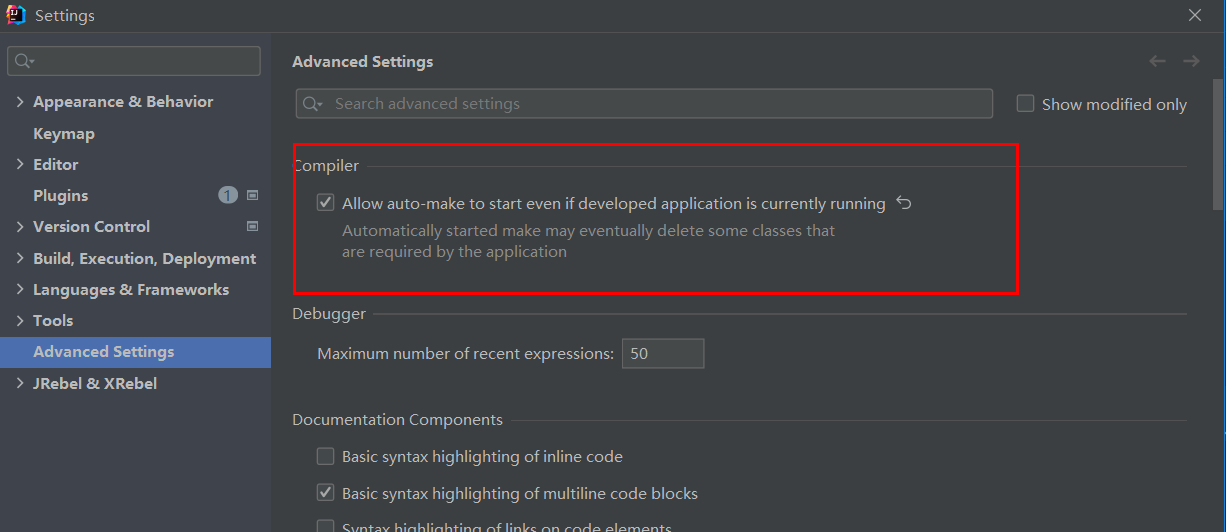 Settings
Advanced Settings
Search advanced settings
Show modified only
Appearance & Behavior
Keymap
Editor
Plugins 1
Version Control
Build, Execution, Deployment
Languages & Frameworks
Tools
Advanced Settings
JRebel & XRebel
Compiler
Allow auto-make to start even if developed application is currently running
Automatically started make may eventually delete some classes that
are required by the application
Debugger
Maximum number of recent expressions: 50
Documentation Components
Basic syntax highlighting of inline code
Basic syntax highlighting of multiline code blocks
Syntax highlighting of links on code elements